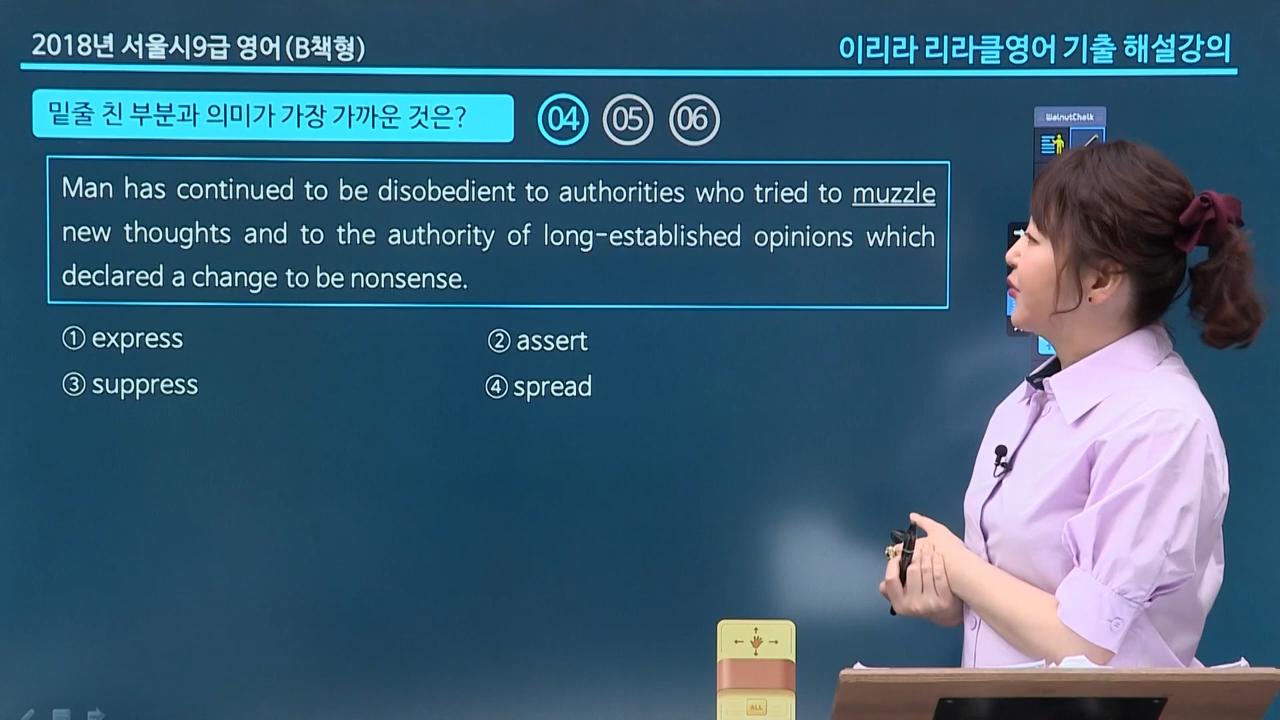 2018년 서울시9급 영어(B책형)
이리라 리라클영어 기출 해설강의
밑줄 친 부분과 의미가 가장 가까운 것은?
04 05 06
WalnutChalk
Man has continued to be disobedient to authorities who tried to muzzle
new thoughts and to the authority of long-established opinions which
declared a change to be nonsense.
① express
② assert
③ suppress
④ spread
ALL